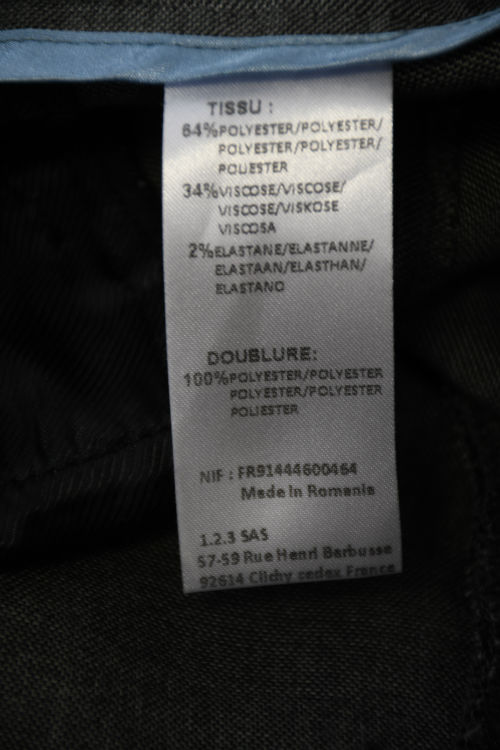 TISSU :
64%POLYESTER/POLYESTER/
POLYESTER/POLYESTER/
POLIESTER
34%VISCOSE/VISCOSE/
VISCOSE/VISKOSE
VISCOSA
2%ELASTANE/ELASTANNE/
ELASTAAN/ELASTHAN/
ELASTANO
DOUBLURE:
100%POLYESTER/POLYESTER
POLYESTER/POLYESTER
POLIESTER
NIF : FR91444600464
Made In Romania
1.2.3 SAS
57-59 Rue Henri Barbusse
92614 Clichy cedex France